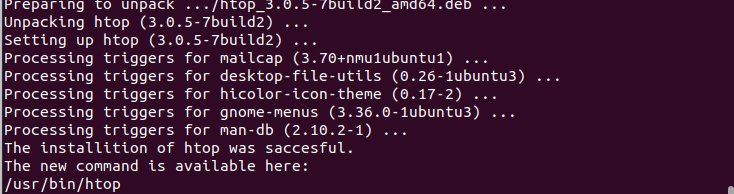 Preparing to unpack .../htop_3.0.5-7build2_amd64.deb ...
Unpacking htop (3.0.5-7build2) ...
Setting up htop (3.0.5-7build2) ...
Processing triggers for mailcap (3.70+nmu1ubuntu1) ...
Processing triggers for desktop-file-utils (0.26-1ubuntu3) ...
Processing triggers for hicolor-icon-theme (0.17-2) ...
Processing triggers for gnome-menus (3.36.0-1ubuntu3) ...
Processing triggers for man-db (2.10.2-1) ...
The installition of htop was saccesful.
The new command is available here:
/usr/bin/htop